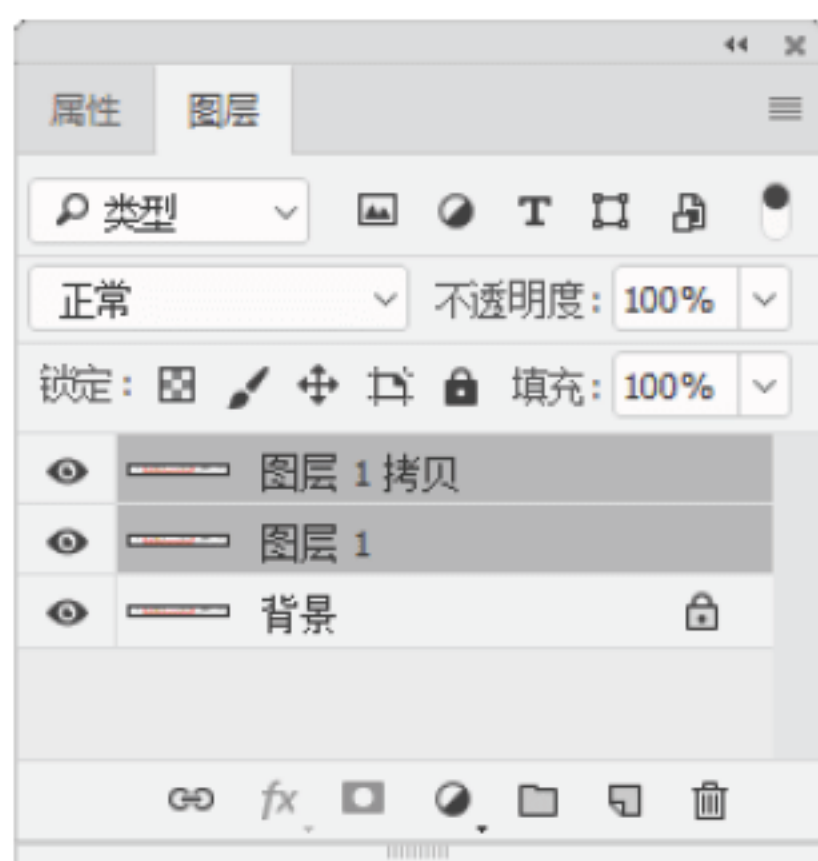 属性 图层
类型
正常 不透明度: 100%
锁定: 填充: 100%
图层 1 拷贝
图层 1
背景
fx